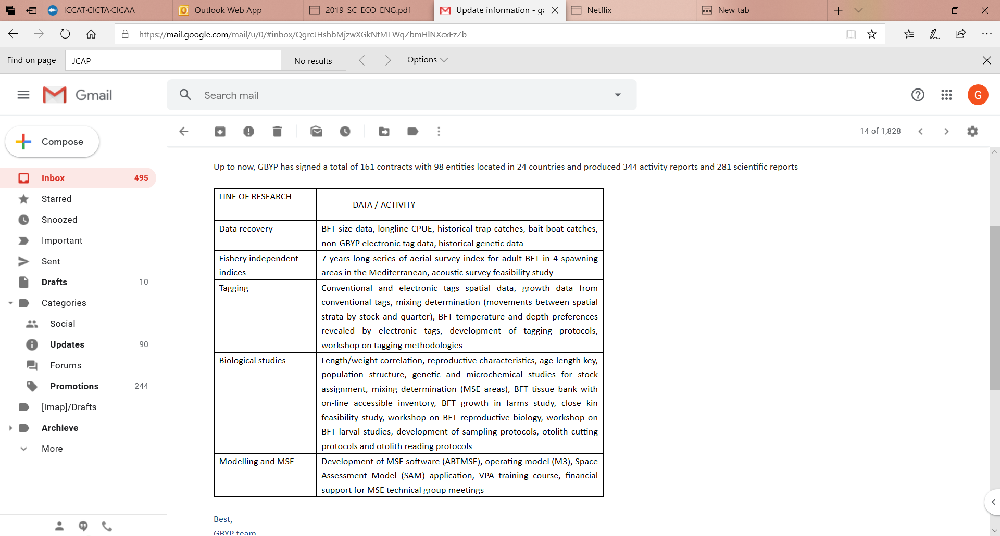 ICCAT·CICTA·CICAA
Outlook Web App
2019_SC_ECO_ENG.pdf
Update information - ga
Netflix
New tab
https://mail.google.com/mail/u/0/#inbox/QgrcJHshbMjzwXGkNtMTWqZbmHlNXcxFzZb
Find on page
JCAP
No results
Options
Gmail
Search mail
G
Compose
14 of 1,828
Inbox 495
Starred
Snoozed
Important
Sent
Drafts 10
Categories
Social
Updates 90
Forums
Promotions 244
[Imap]/Drafts
Archieve
More
Up to now, GBYP has signed a total of 161 contracts with 98 entities located in 24 countries and produced 344 activity reports and 281 scientific reports
LINE OF RESEARCH
DATA / ACTIVITY
Data recovery
BFT size data, longline CPUE, historical trap catches, bait boat catches,
non-GBYP electronic tag data, historical genetic data
Fishery independent
indices
7 years long series of aerial survey index for adult BFT in 4 spawning
areas in the Mediterranean, acoustic survey feasibility study
Tagging
Conventional and electronic tags spatial data, growth data from
conventional tags, mixing determination (movements between spatial
strata by stock and quarter), BFT temperature and depth preferences
revealed by electronic tags, development of tagging protocols,
workshop on tagging methodologies
Biological studies
Length/weight correlation, reproductive characteristics, age-length key,
population structure, genetic and microchemical studies for stock
assignment, mixing determination (MSE areas), BFT tissue bank with
on-line accessible inventory, BFT growth in farms study, close kin
feasibility study, workshop on BFT reproductive biology, workshop on
BFT larval studies, development of sampling protocols, otolith cutting
protocols and otolith reading protocols
Modelling and MSE
Development of MSE software (ABTMSE), operating model (M3), Space
Assessment Model (SAM) application, VPA training course, financial
support for MSE technical group meetings
Best,
GBYP team